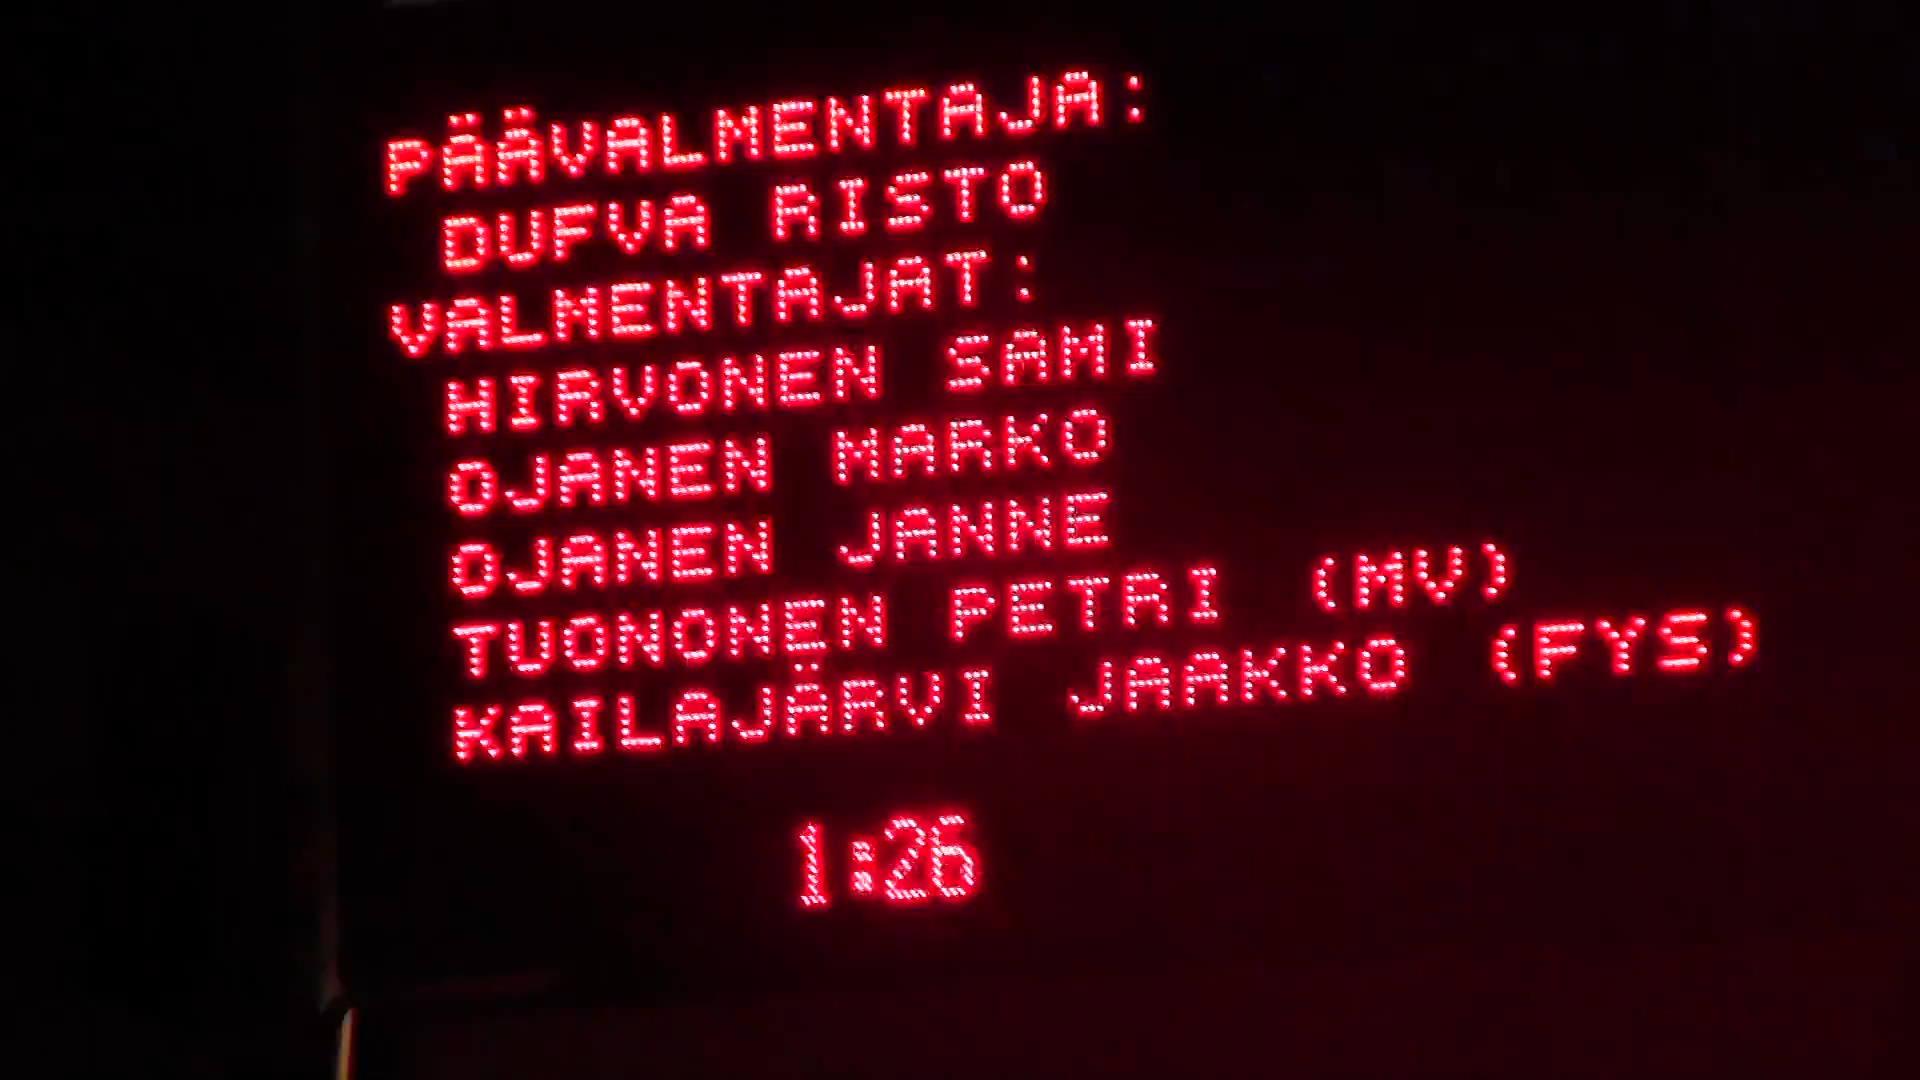 PÄÄVALMENTAJA:
DUFVA RISTO
VALMENTAJAT:
HIRVONEN SAMI
OJANEN MARKO
OJANEN JANNE
TUONONEN PETRI (MV)
KAILAJÄRVI JAAKKO (FYS)
1:26